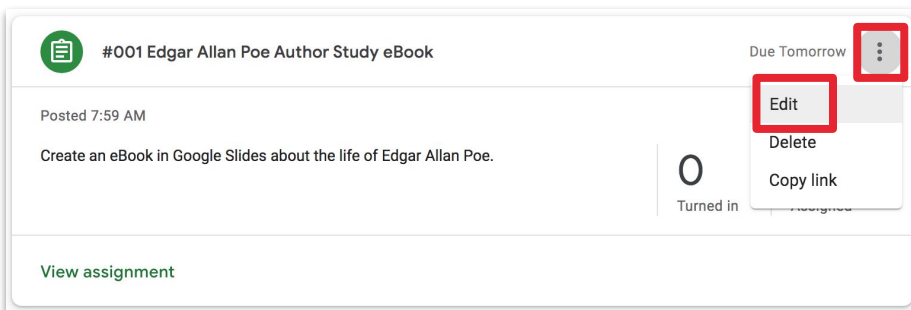 #001 Edgar Allan Poe Author Study eBook
Due Tomorrow
Edit
Posted 7:59 AM
Delete
Create an eBook in Google Slides about the life of Edgar Allan Poe.
0
Copy link
Turned in
Assigned
View assignment